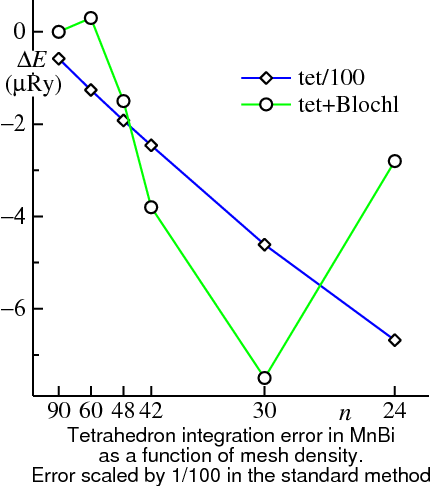 0
ΔE
(μRy)
−2
−4
−6
tet/100
tet+Blochl
90 60 48 42 30 n 24
Tetrahedron integration error in MnBi
as a function of mesh density.
Error scaled by 1/100 in the standard method